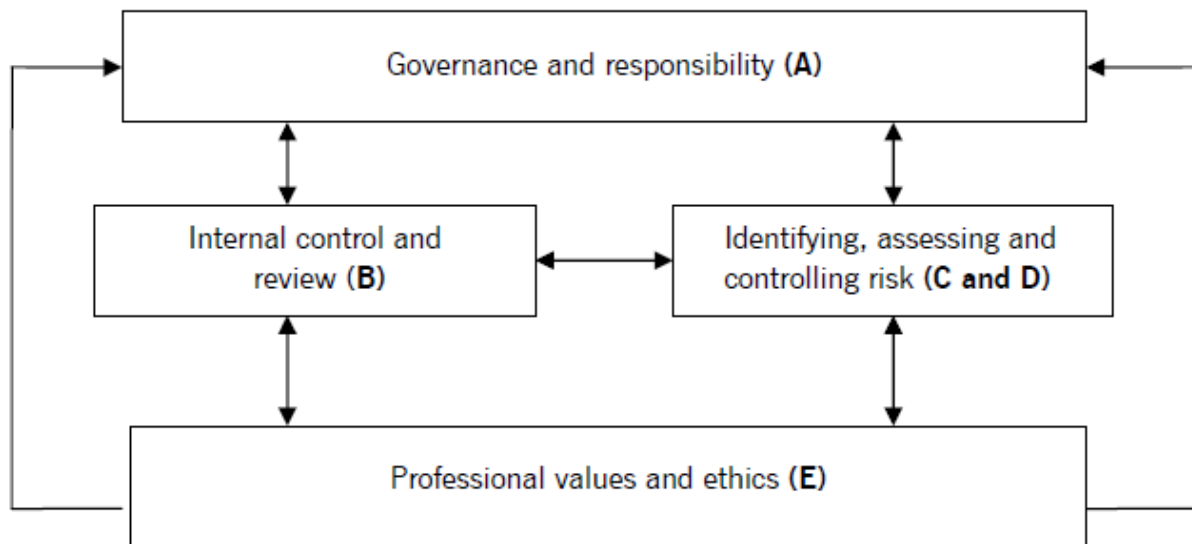 Governance and responsibility (A)
Internal control and
review (B)
Identifying, assessing and
controlling risk (C and D)
Professional values and ethics (E)